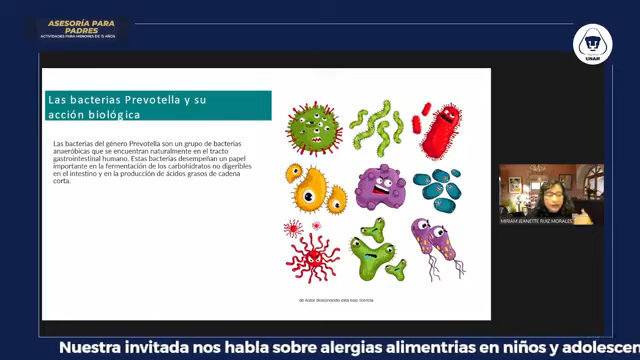 ASESORÍA PARA
PADRES
ACTIVIDADES PARA MENORES DE 15 AÑOS
UNAM
Las bacterias Prevotella y su
acción biológica
Las bacterias del género Prevotella son un grupo de bacterias
anaeróbicas que se encuentran naturalmente en el tracto
gastrointestinal humano. Estas bacterias desempeñan un papel
importante en la fermentación de los carbohidratos no digeribles
en el intestino y en la producción de ácidos grasos de cadena
corta.
MIRIAM JEANETTE RUIZ MORALES
de Autor desconocido está bajo licencia
Nuestra invitada nos habla sobre alergias alimentrias en niños y adolescen